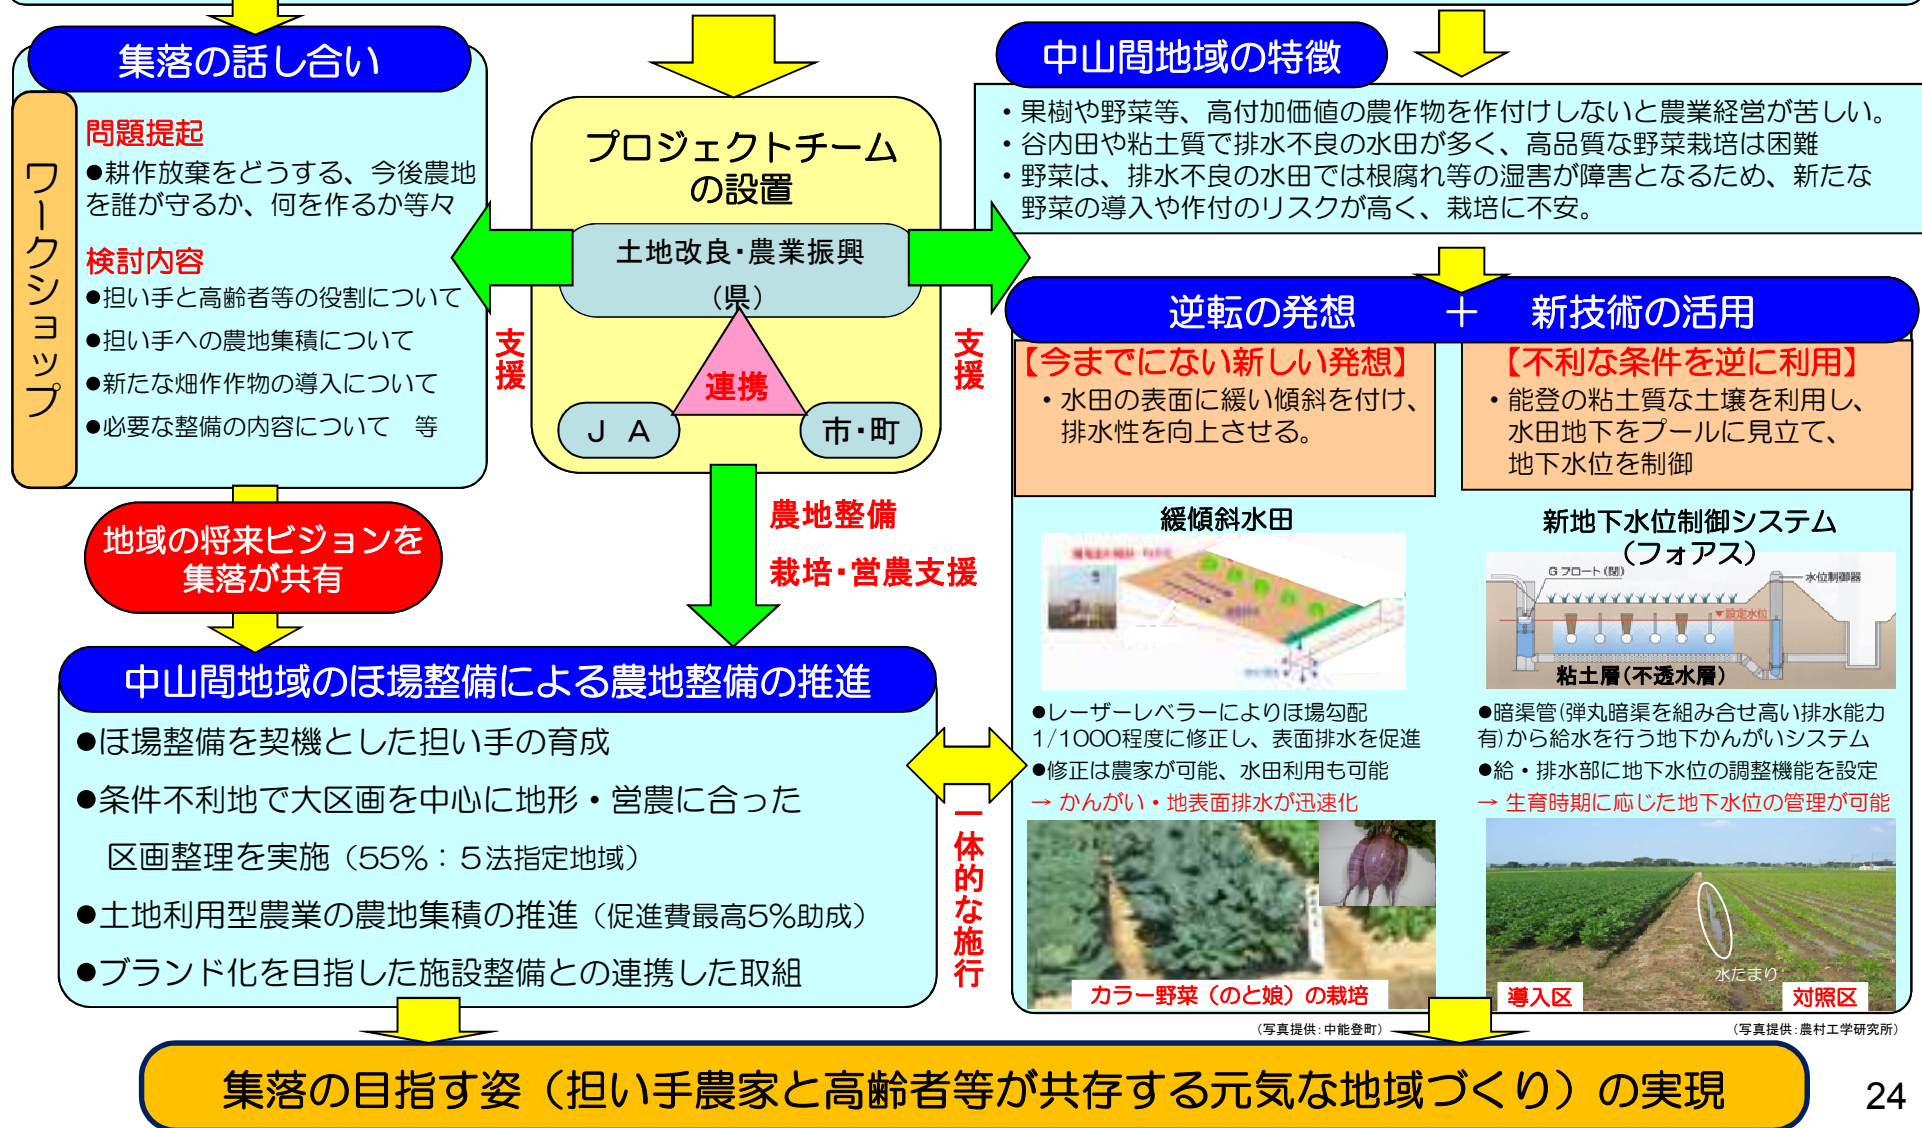 集落の話し合い
ワークショップ
問題提起
●耕作放棄をどうする、今後農地
を誰が守るか、何を作るか等々
検討内容
●担い手と高齢者等の役割について
●担い手への農地集積について
●新たな畑作作物の導入について
●必要な整備の内容について　等
地域の将来ビジョンを
集落が共有
プロジェクトチーム
の設置
土地改良・農業振興
（県）
連携
ＪＡ
市・町
支援
支援
農地整備
栽培・営農支援
中山間地域の特徴
・果樹や野菜等、高付加価値の農作物を作付けしないと農業経営が苦しい。
・谷内田や粘土質で排水不良の水田が多く、高品質な野菜栽培は困難
・野菜は、排水不良の水田では根腐れ等の湿害が障害となるため、新たな
野菜の導入や作付のリスクが高く、栽培に不安。
逆転の発想　＋　新技術の活用
【今までにない新しい発想】
・水田の表面に緩い傾斜を付け、
排水性を向上させる。
【不利な条件を逆に利用】
・能登の粘土質な土壌を利用し、
水田地下をプールに見立て、
地下水位を制御
緩傾斜水田
●レーザーレベラーによりほ場勾配
1/1000程度に修正し、表面排水を促進
●修正は農家が可能、水田利用も可能
→ かんがい・地表面排水が迅速化
カラー野菜（のと娘）の栽培
（写真提供：中能登町）
新地下水位制御システム
（フォアス）
Gフロート（閉）
水位制御器
▼設定水位
粘土層(不透水層)
●暗渠管(弾丸暗渠を組み合せ高い排水能力
有)から給水を行う地下かんがいシステム
●給・排水部に地下水位の調整機能を設定
→ 生育時期に応じた地下水位の管理が可能
水たまり
導入区
対照区
（写真提供：農村工学研究所）
中山間地域のほ場整備による農地整備の推進
●ほ場整備を契機とした担い手の育成
●条件不利地で大区画を中心に地形・営農に合った
区画整理を実施（55%：5法指定地域）
●土地利用型農業の農地集積の推進（促進費最高5%助成）
●ブランド化を目指した施設整備との連携した取組
一体的な施行
集落の目指す姿（担い手農家と高齢者等が共存する元気な地域づくり）の実現
24